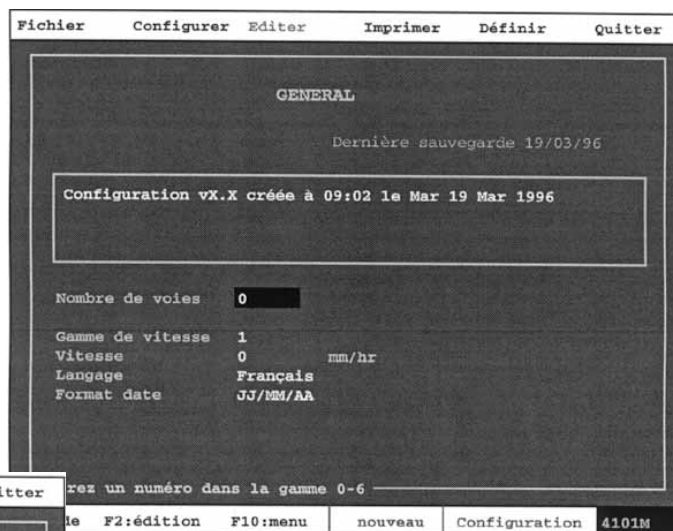 Fichier Configurer Editer Imprimer Définir Quitter
GENERAL
Dernière sauvegarde 19/03/96
Configuration vX.X créée à 09:02 le Mar 19 Mar 1996
Nombre de voies 0
Gamme de vitesse 1
Vitesse 0 mm/hr
Langage Français
Format date JJ/MM/AA
itter
rez un numéro dans la gamme 0-6
de F2:édition F10:menu nouveau Configuration 4101M